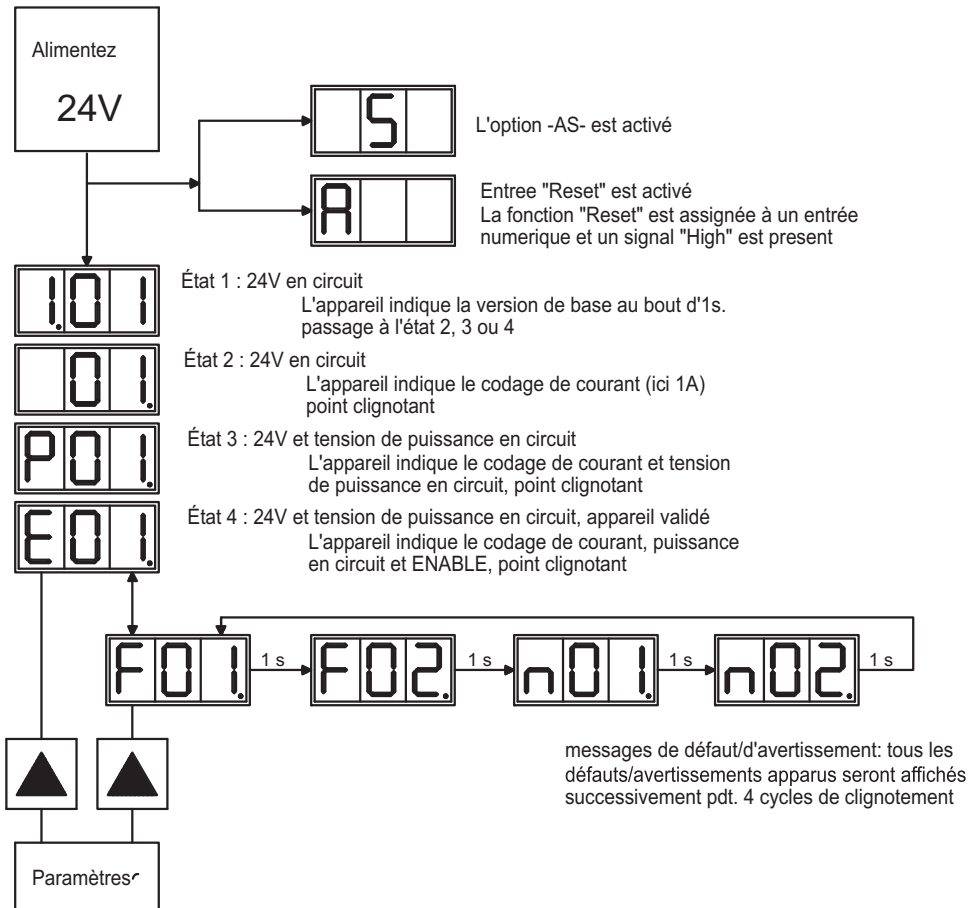 Alimentez
24V
S
L'option -AS- est activé
A
Entree "Reset" est activé
La fonction "Reset" est assignée à un entrée
numerique et un signal "High" est present
1.01
État 1 : 24V en circuit
L'appareil indique la version de base au bout d'1s.
passage à l'état 2, 3 ou 4
01.
État 2 : 24V en circuit
L'appareil indique le codage de courant (ici 1A)
point clignotant
P01.
État 3 : 24V et tension de puissance en circuit
L'appareil indique le codage de courant et tension
de puissance en circuit, point clignotant
E01.
État 4 : 24V et tension de puissance en circuit, appareil validé
L'appareil indique le codage de courant, puissance
en circuit et ENABLE, point clignotant
F01. 1 s F02. 1 s n01. 1 s n02. 1 s
messages de défaut/d'avertissement: tous les
défauts/avertissements apparus seront affichés
successivement pdt. 4 cycles de clignotement
Paramètres